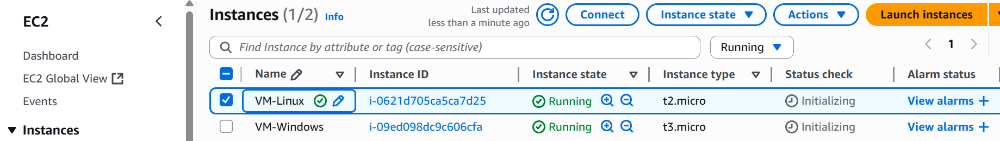 EC2
Dashboard
EC2 Global View
Events
Instances
Instances (1/2) Info
Last updated
less than a minute ago
Connect
Instance state
Actions
Launch instances
Find Instance by attribute or tag (case-sensitive)
Running
1
Name Instance ID Instance state Instance type Status check Alarm status
VM-Linux i-0621d705ca5ca7d25 Running t2.micro Initializing View alarms
VM-Windows i-09ed098dc9c606cfa Running t3.micro Initializing View alarms